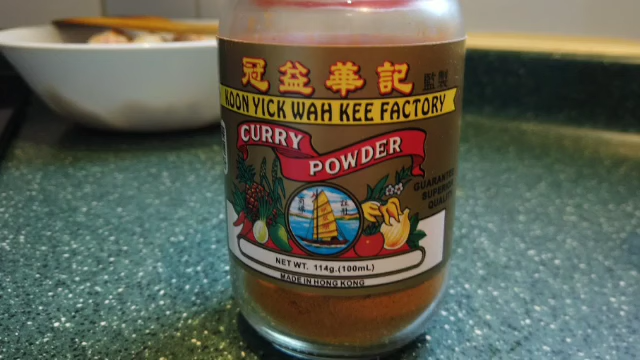 冠益華記 監製
KOON YICK WAH KEE FACTORY
CURRY
POWDER
GUARANTEE
SUPERIOR
QUALITY
NET WT. 114g.(100mL)
MADE IN HONG KONG